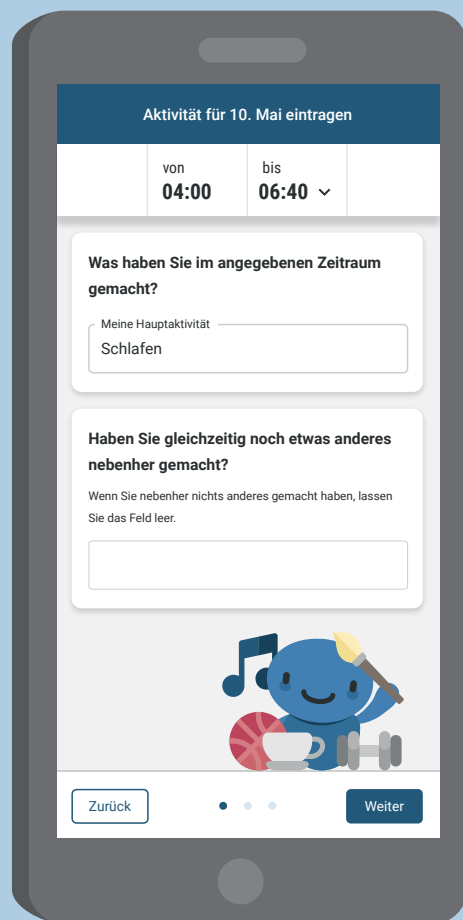 Aktivität für 10. Mai eintragen
von bis
04:00 06:40
Was haben Sie im angegebenen Zeitraum
gemacht?
Meine Hauptaktivität
Schlafen
Haben Sie gleichzeitig noch etwas anderes
nebenher gemacht?
Wenn Sie nebenher nichts anderes gemacht haben, lassen
Sie das Feld leer.
Zurück Weiter